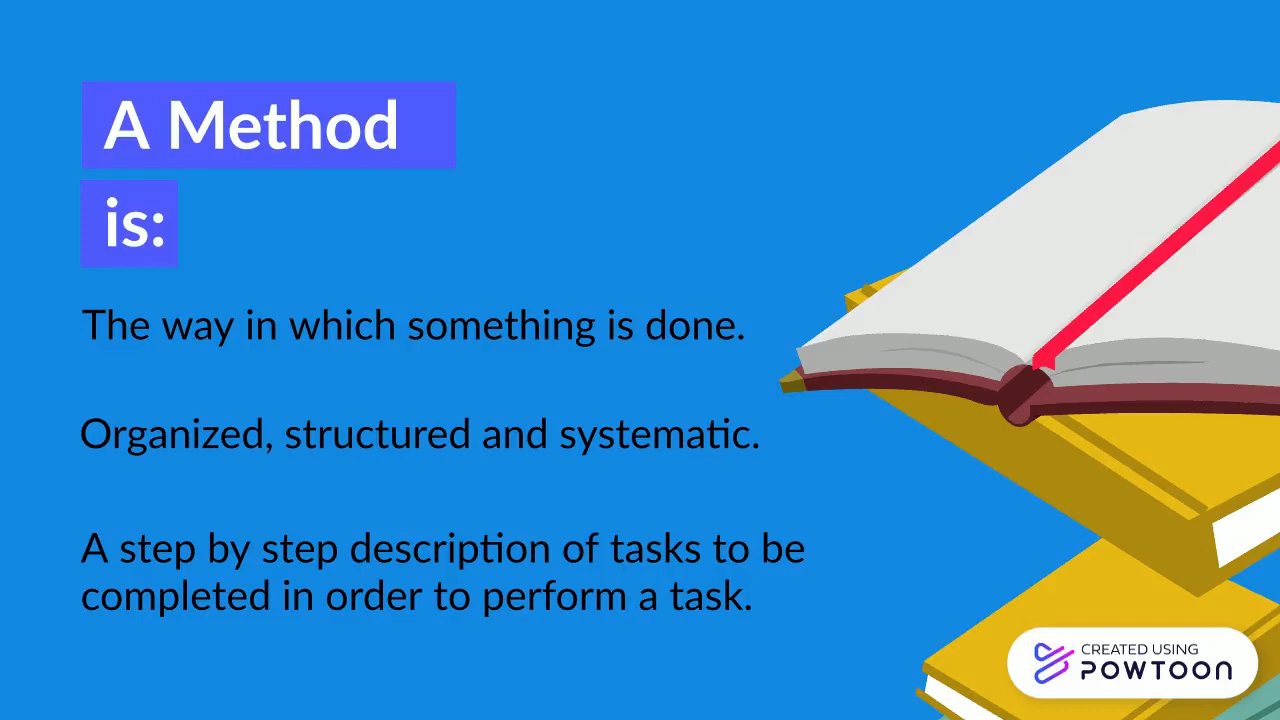 A Method
is:
The way in which something is done.
Organized, structured and systematic.
A step by step description of tasks to be
completed in order to perform a task.
CREATED USING
POWTOON